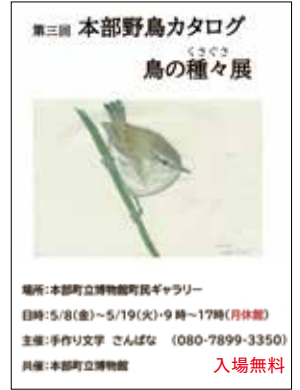 第三回 本部野鳥カタログ
くさぐさ
鳥の種々展
場所:本部町立博物館町民ギャラリー
日時:5/8(金)～5/19(火)・9時～17時(月休館)
主催:手作り文学 さんぱな (080-7899-3350)
共催:本部町立博物館
入場無料